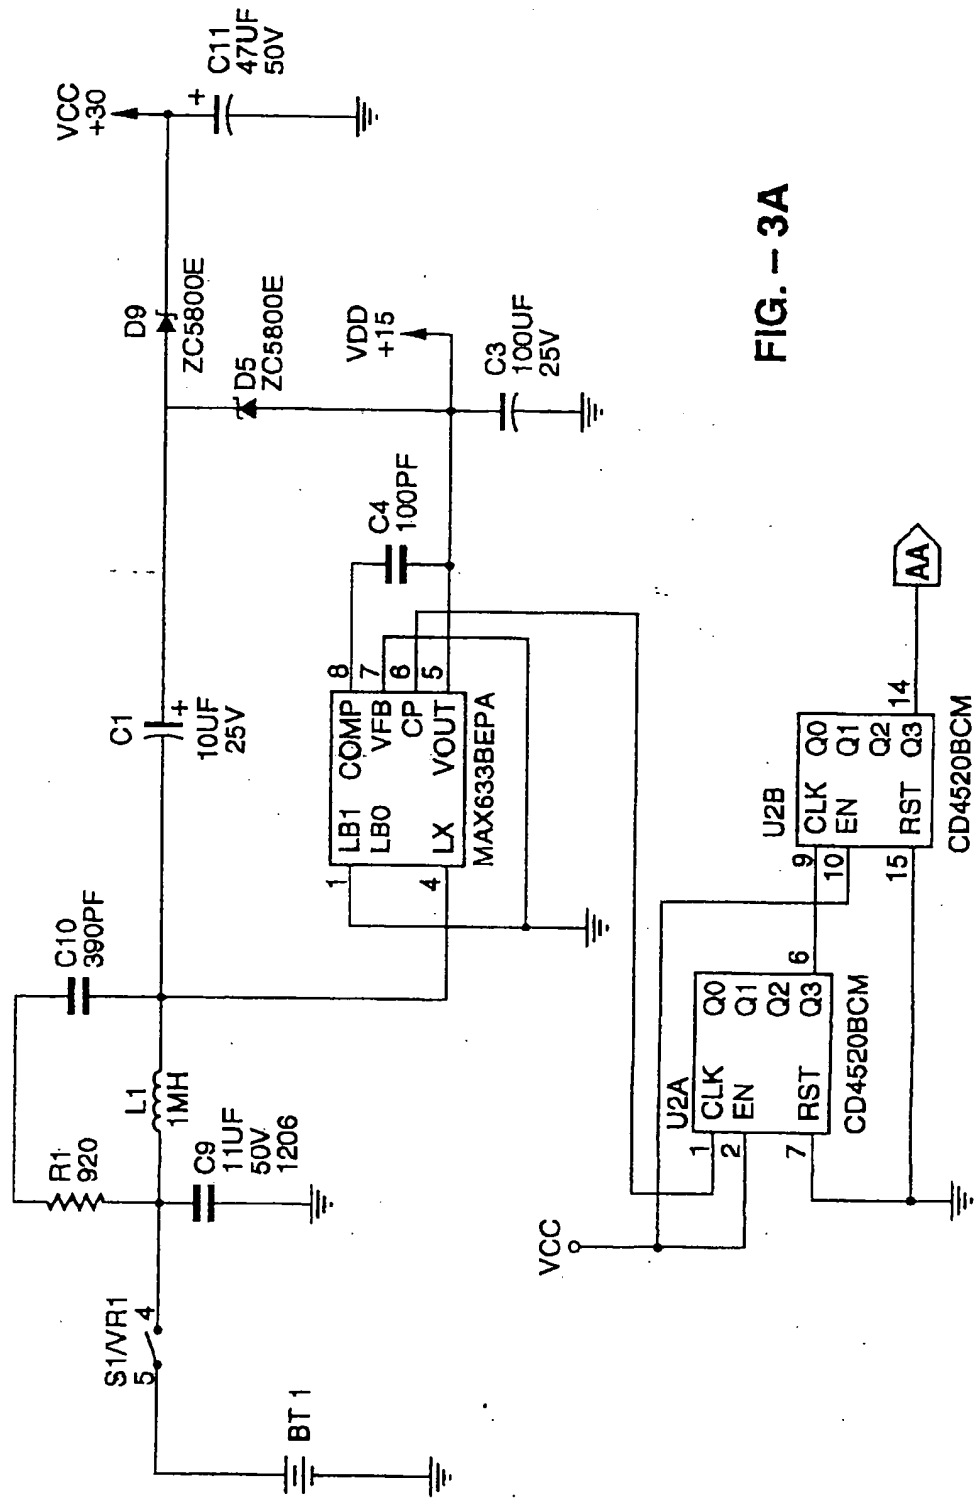 S1/VR1
5
4
BT 1
R1
920
C9
11UF
50V
1206
L1
1MH
C10
390PF
C1
+
10UF
25V
D9
ZC5800E
D5
ZC5800E
VCC
+30
+
C11
47UF
50V
VDD
+15
C3
100UF
25V
C4
100PF
1
4
LB1
LB0
LX
COMP
VFB
CP
VOUT
8
7
6
5
MAX633BEPA
VCC
U2A
1
2
7
CLK
EN
RST
Q0
Q1
Q2
Q3
6
CD4520BCM
U2B
9
10
15
CLK
EN
RST
Q0
Q1
Q2
Q3
14
CD4520BCM
AA
FIG. – 3A